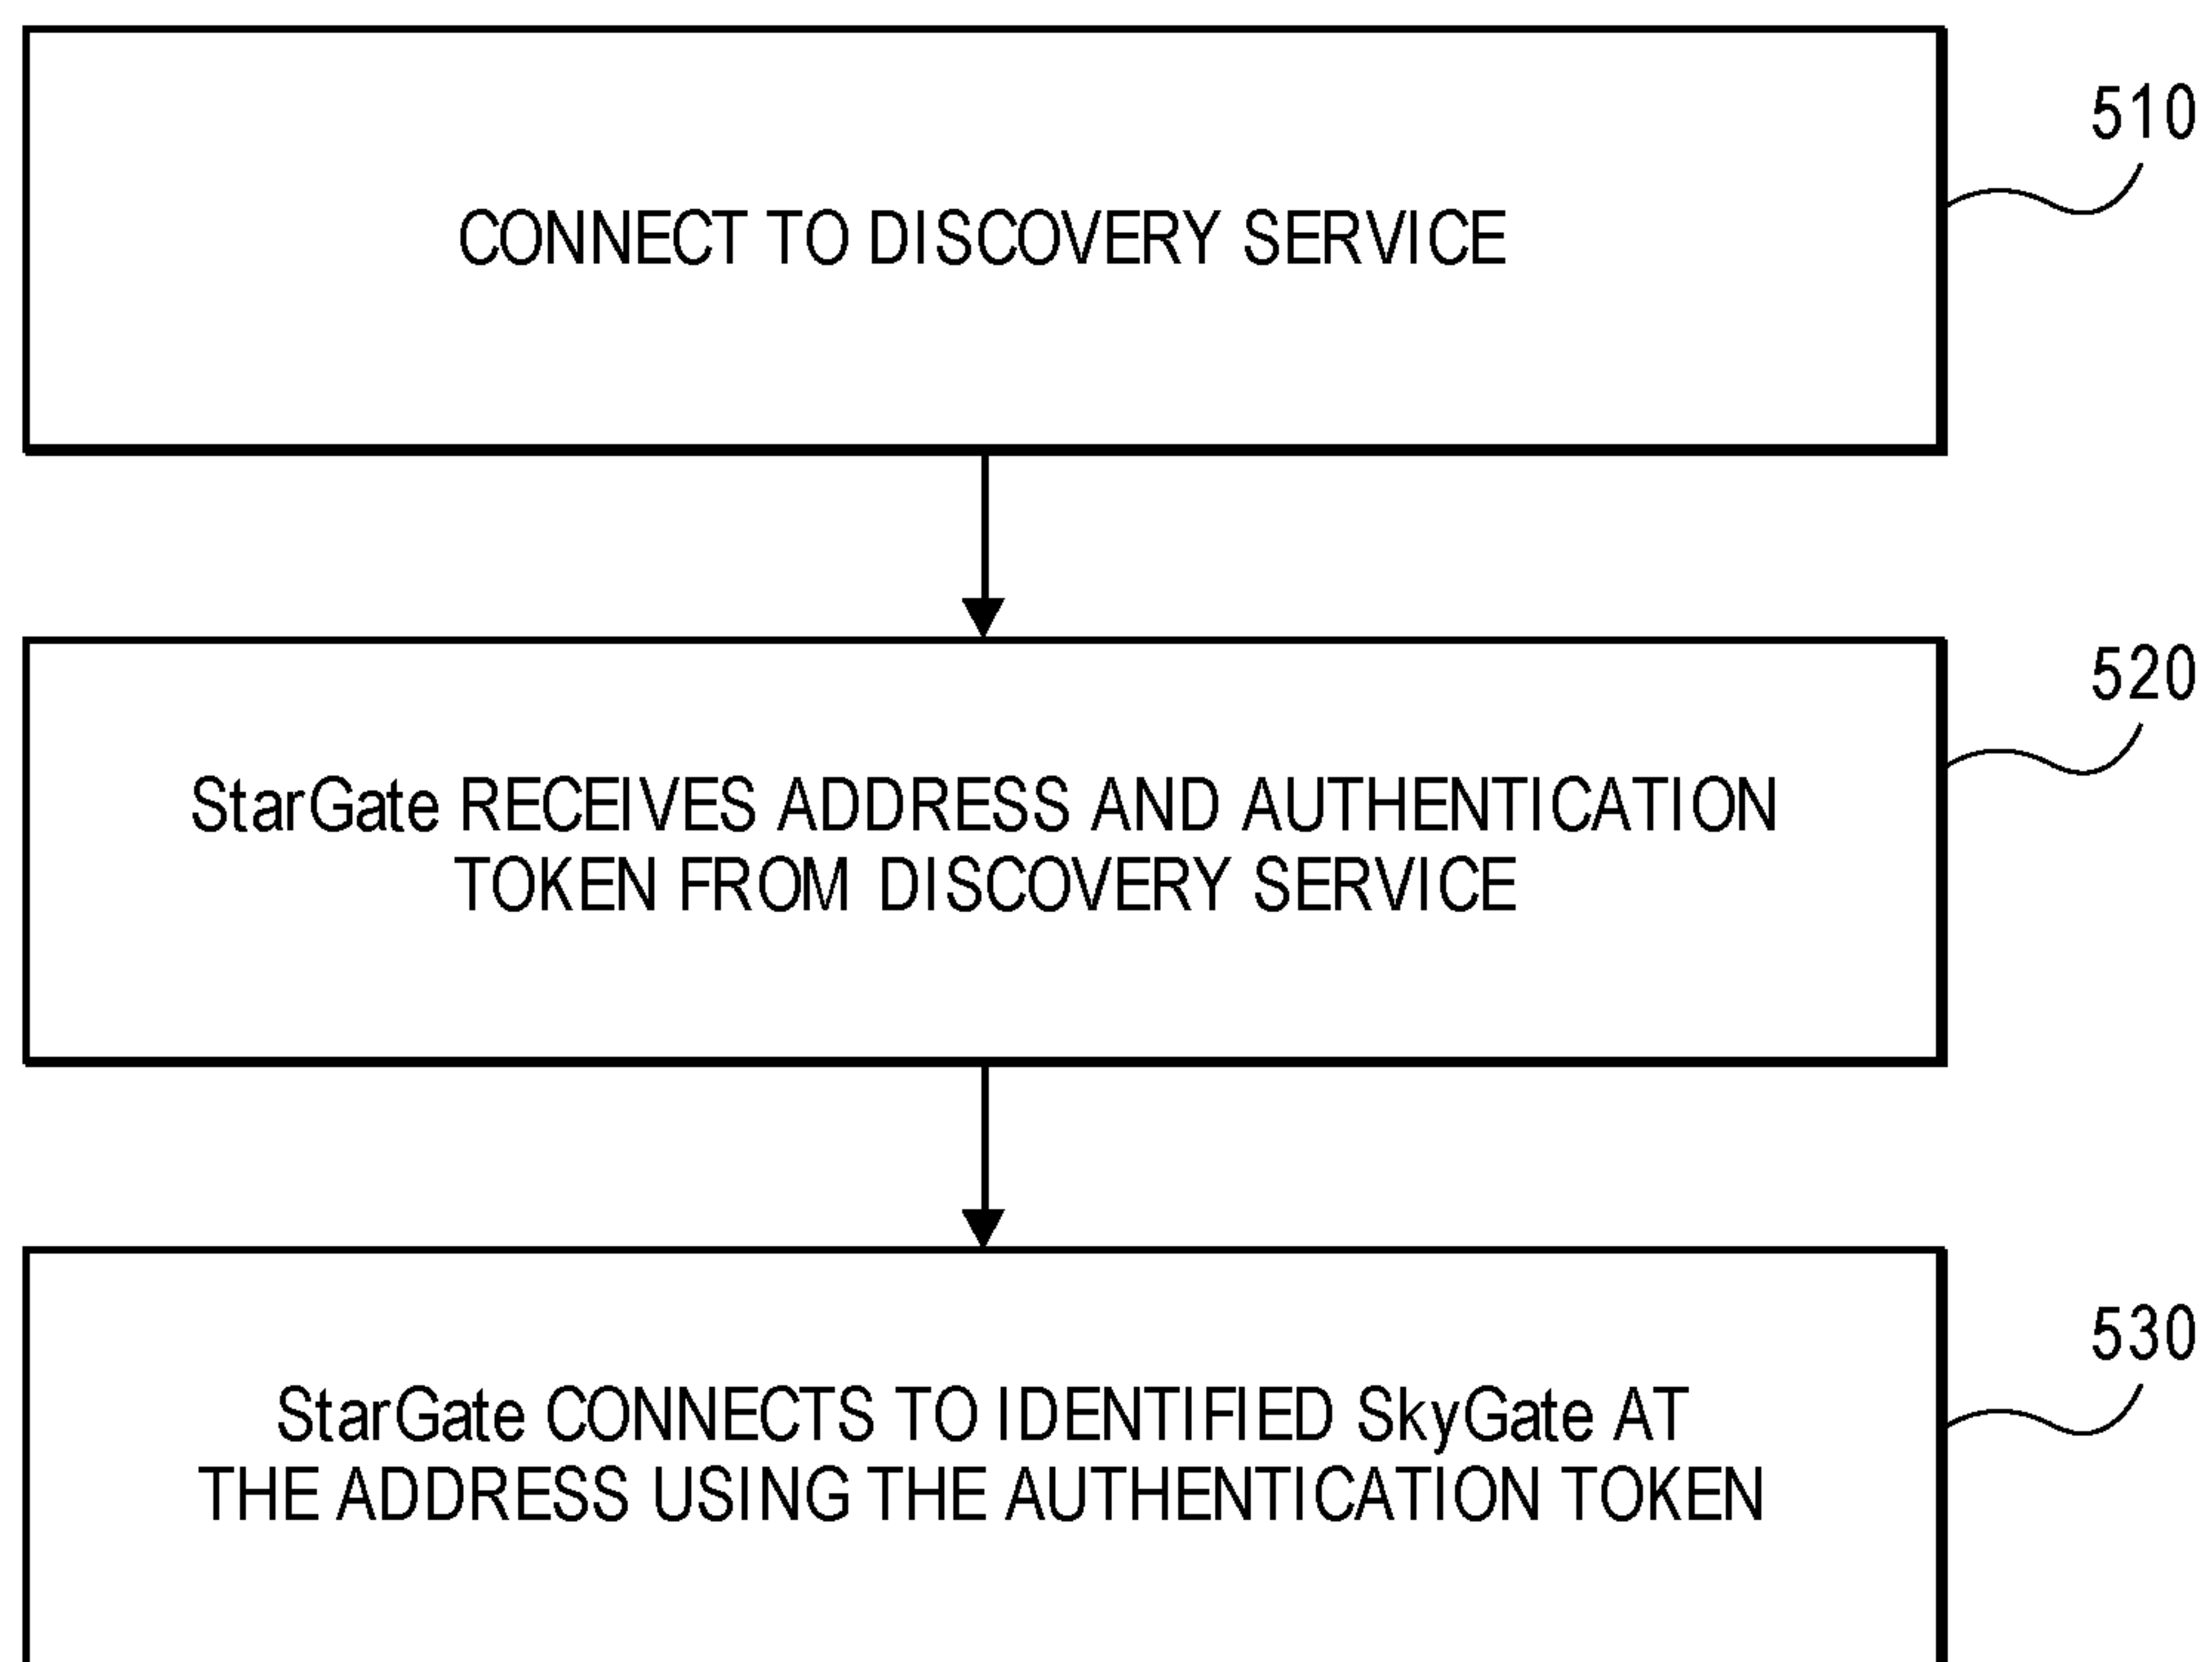 510
CONNECT TO DISCOVERY SERVICE
520
StarGate RECEIVES ADDRESS AND AUTHENTICATION
TOKEN FROM DISCOVERY SERVICE
530
StarGate CONNECTS TO IDENTIFIED SkyGate AT
THE ADDRESS USING THE AUTHENTICATION TOKEN